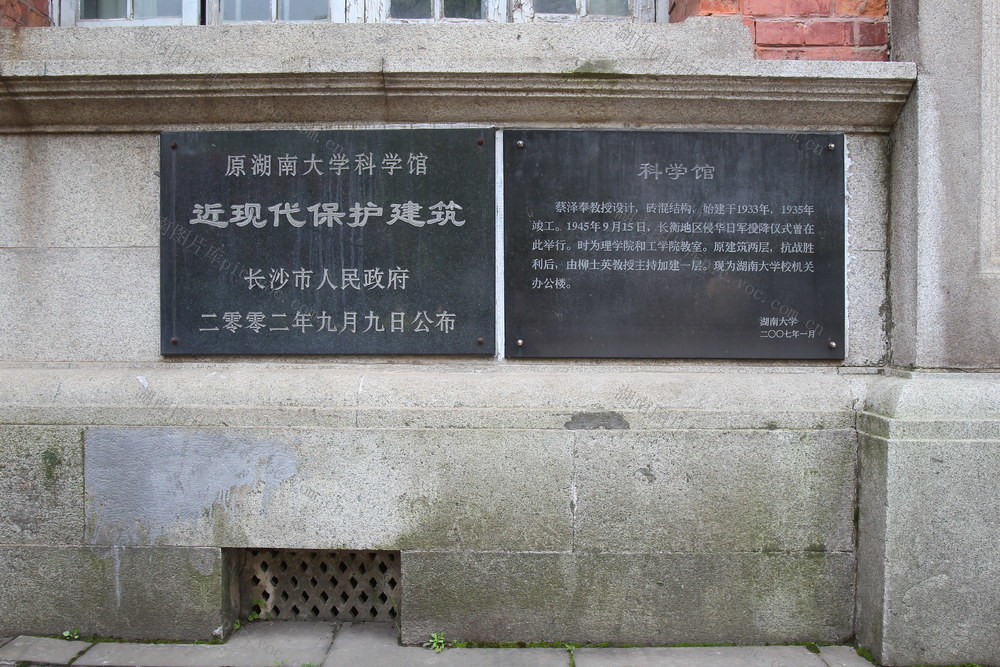 原湖南大学科学馆
近现代保护建筑
长沙市人民政府
二零零二年九月九日公布
科学馆
蔡泽奉教授设计，砖混结构，始建于1933年，1935年
竣工。1945年9月15日，长衡地区侵华日军投降仪式曾在
此举行。时为理学院和工学院教室。原建筑两层，抗战胜
利后，由柳士英教授主持加建一层。现为湖南大学校机关
办公楼。
湖南大学
二〇〇七年一月